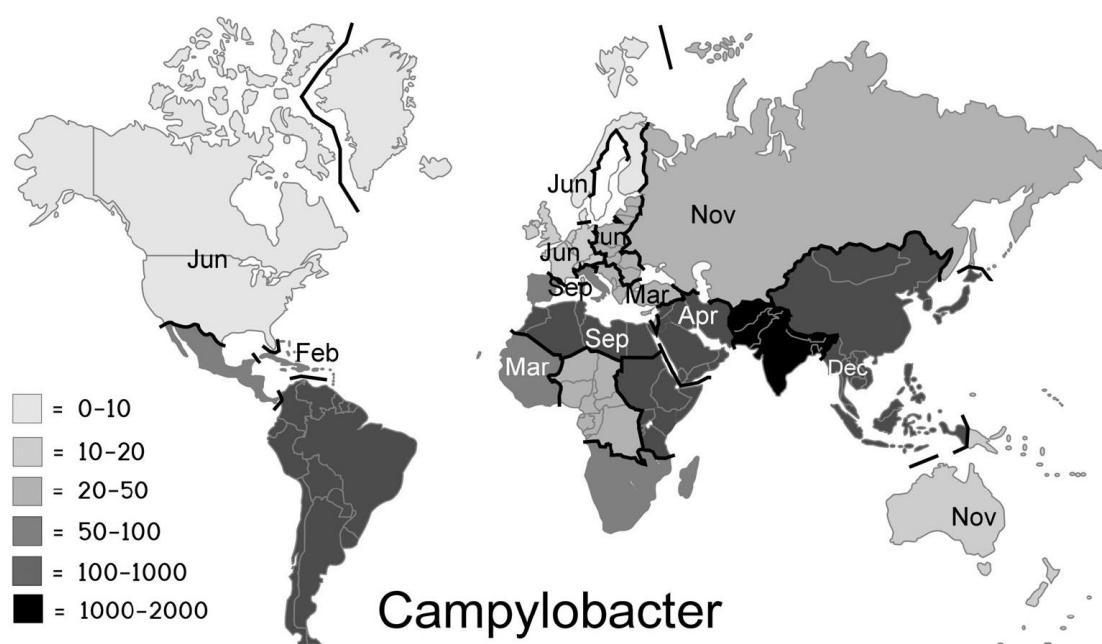 Jun
Nov
Jun
Jun
Jun
Sep
Mar
Apr
Sep
Feb
Mar
Dec
= 0–10
= 10–20
= 20–50
= 50–100
= 100–1000
= 1000–2000
Nov
Campylobacter